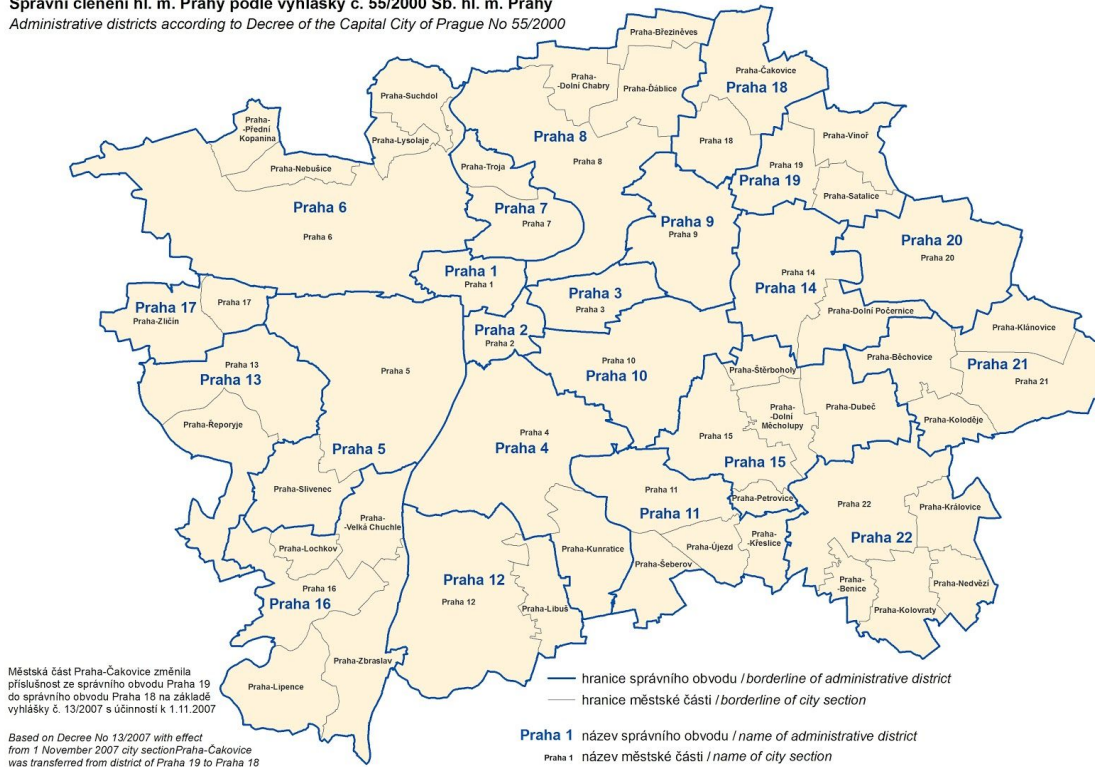 Správní členění hl. m. Prahy podle vyhlášky č. 55/2000 Sb. hl. m. Prahy
Administrative districts according to Decree of the Capital City of Prague No 55/2000
Praha-Březiněves
Praha-
-Dolní Chabry
Praha-Ďáblice
Praha-Čakovice
Praha 18
Praha 18
Praha-Suchdol
Praha-Lysolaje
Praha-
-Přední
Kopanina
Praha-Nebušice
Praha 6
Praha 6
Praha 8
Praha 8
Praha-Troja
Praha 7
Praha 7
Praha-Vinoř
Praha 19
Praha 19
Praha-Satalice
Praha 9
Praha 9
Praha 20
Praha 20
Praha 1
Praha 1
Praha 14
Praha 14
Praha 3
Praha 3
Praha-Dolní Počernice
Praha 17
Praha 17
Praha-Zličín
Praha 2
Praha 2
Praha-Klánovice
Praha-Běchovice
Praha 21
Praha 21
Praha 13
Praha 13
Praha 5
Praha 10
Praha 10
Praha-Štěrboholy
Praha-
-Dolní
Měcholupy
Praha-Dubeč
Praha-Koloděje
Praha-Řeporyje
Praha 5
Praha 4
Praha 4
Praha 15
Praha 15
Praha-Slivenec
Praha 11
Praha 11
Praha-Petrovice
Praha 22
Praha 22
Praha-Královice
Praha-
-Velká Chuchle
Praha-Lochkov
Praha-Kunratice
Praha-Újezd
Praha-
-Křeslice
Praha-Šeberov
Praha 16
Praha 16
Praha 12
Praha 12
Praha-Libuš
Praha-
-Benice
Praha-Nedvězí
Praha-Kolovraty
Praha-Zbraslav
Praha-Lipence
Městská část Praha-Čakovice změnila
příslušnost ze správního obvodu Praha 19
do správního obvodu Praha 18 na základě
vyhlášky č. 13/2007 s účinností k 1.11.2007
Based on Decree No 13/2007 with effect
from 1 November 2007 city sectionPraha-Čakovice
was transferred from district of Praha 19 to Praha 18
hranice správního obvodu / borderline of administrative district
hranice městské části / borderline of city section
Praha 1 název správního obvodu / name of administrative district
Praha 1 název městské části / name of city section